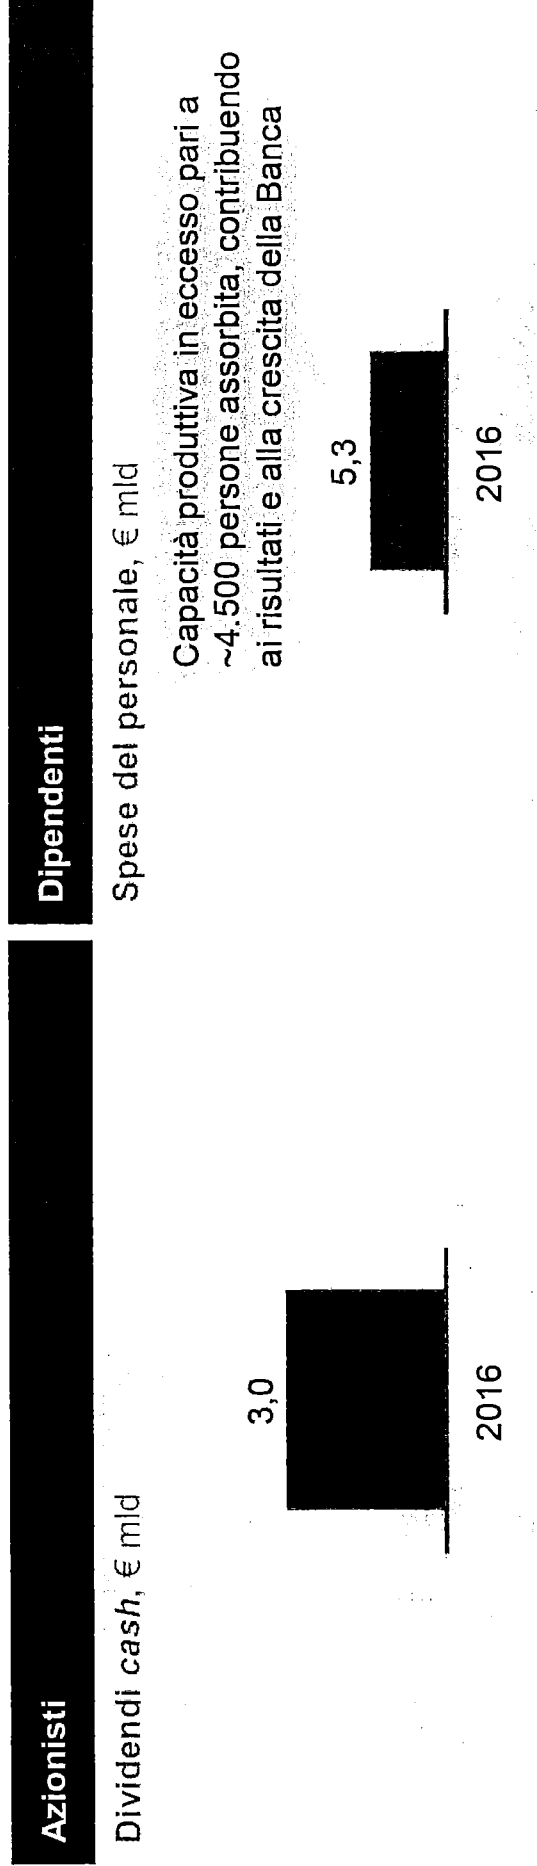 Azionisti
Dividendi cash, € mld
3,0
2016
Dipendenti
Spese del personale, € mld
Capacità produttiva in eccesso pari a
~4.500 persone assorbita, contribuendo
ai risultati e alla crescita della Banca
5,3
2016